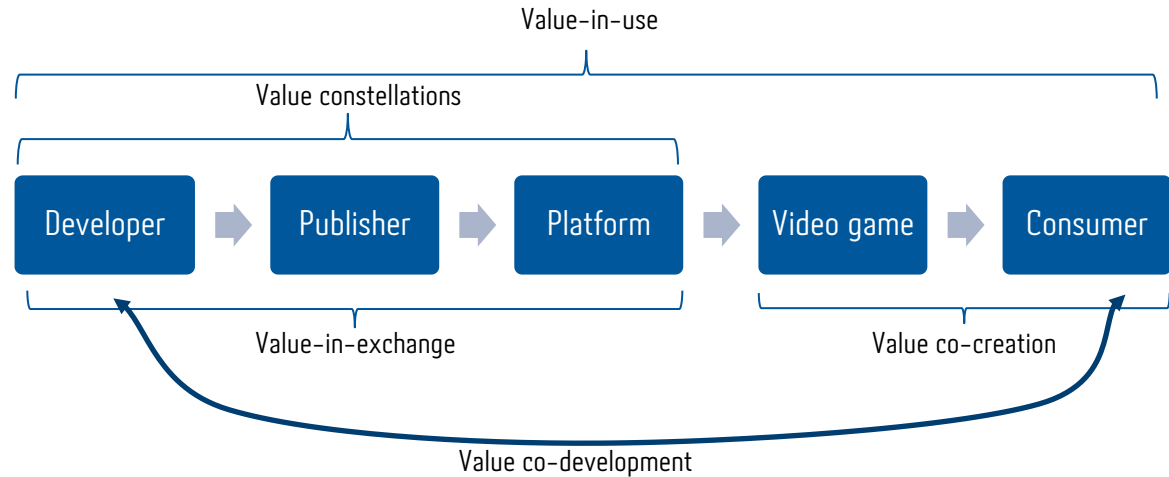 Value-in-use
Value constellations
Developer
Publisher
Platform
Video game
Consumer
Value-in-exchange
Value co-creation
Value co-development